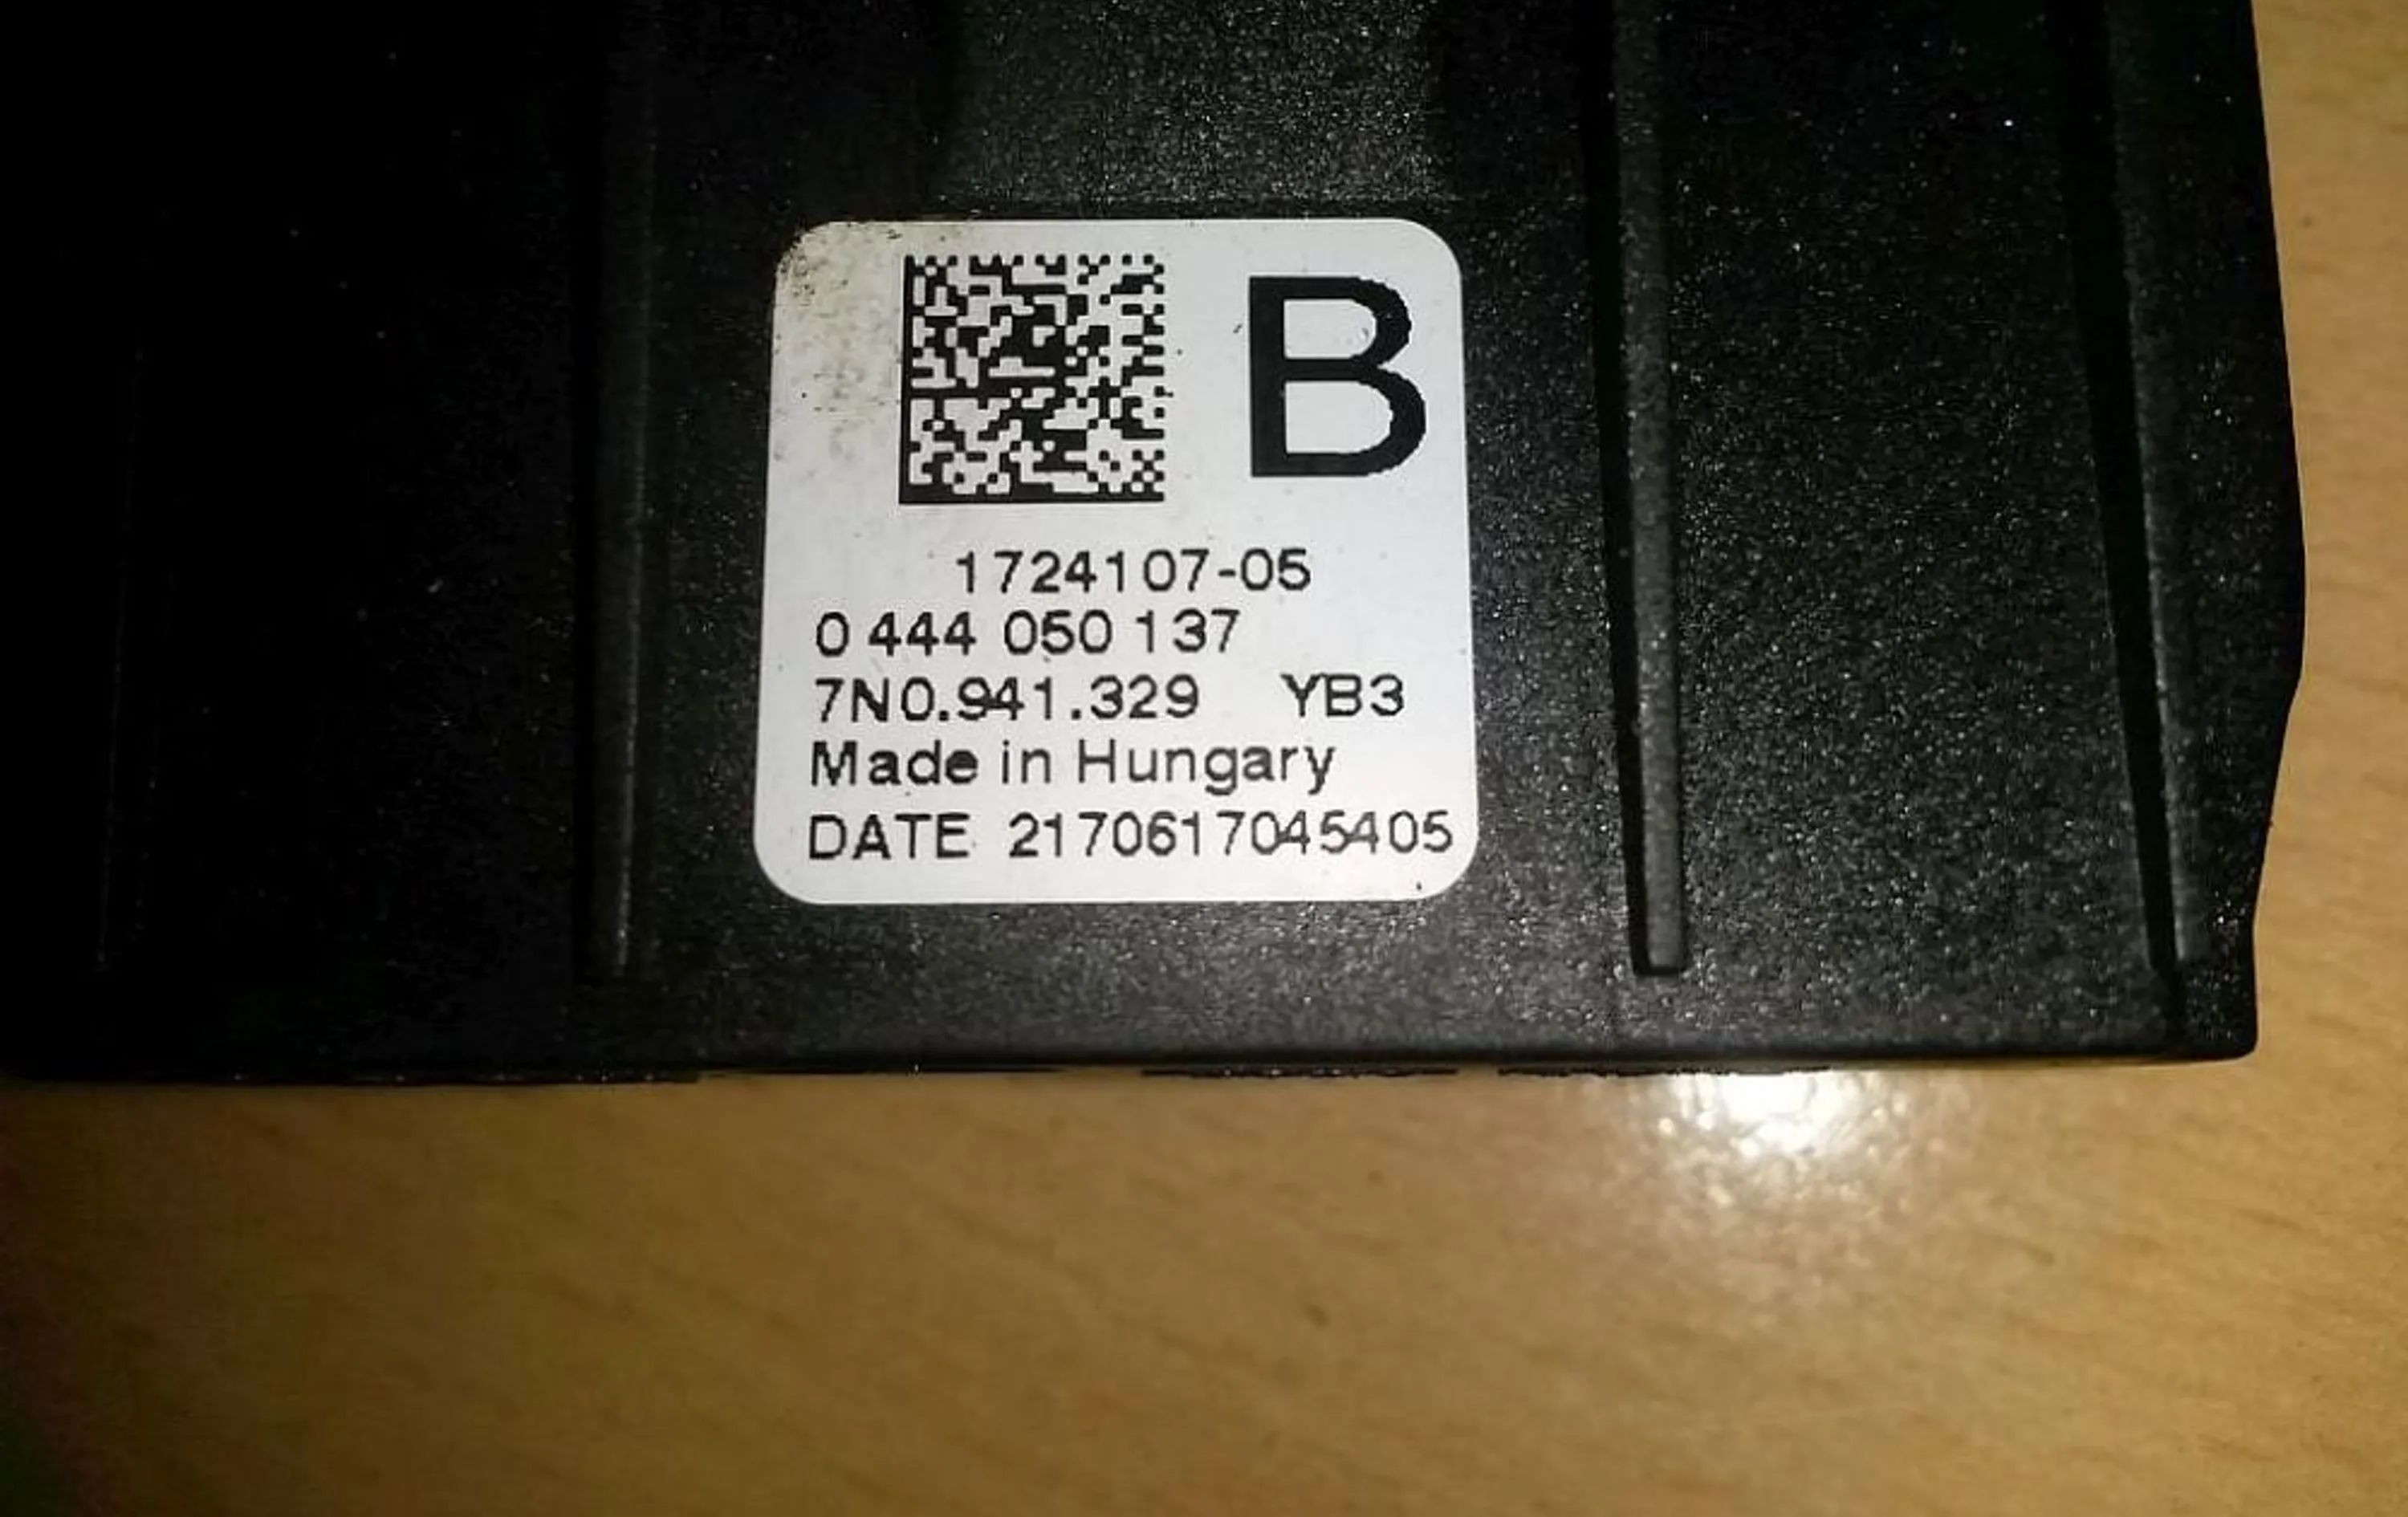 B
1724107-05
0 444 050 137
7N0.941.329 YB3
Made in Hungary
DATE 2170617045405